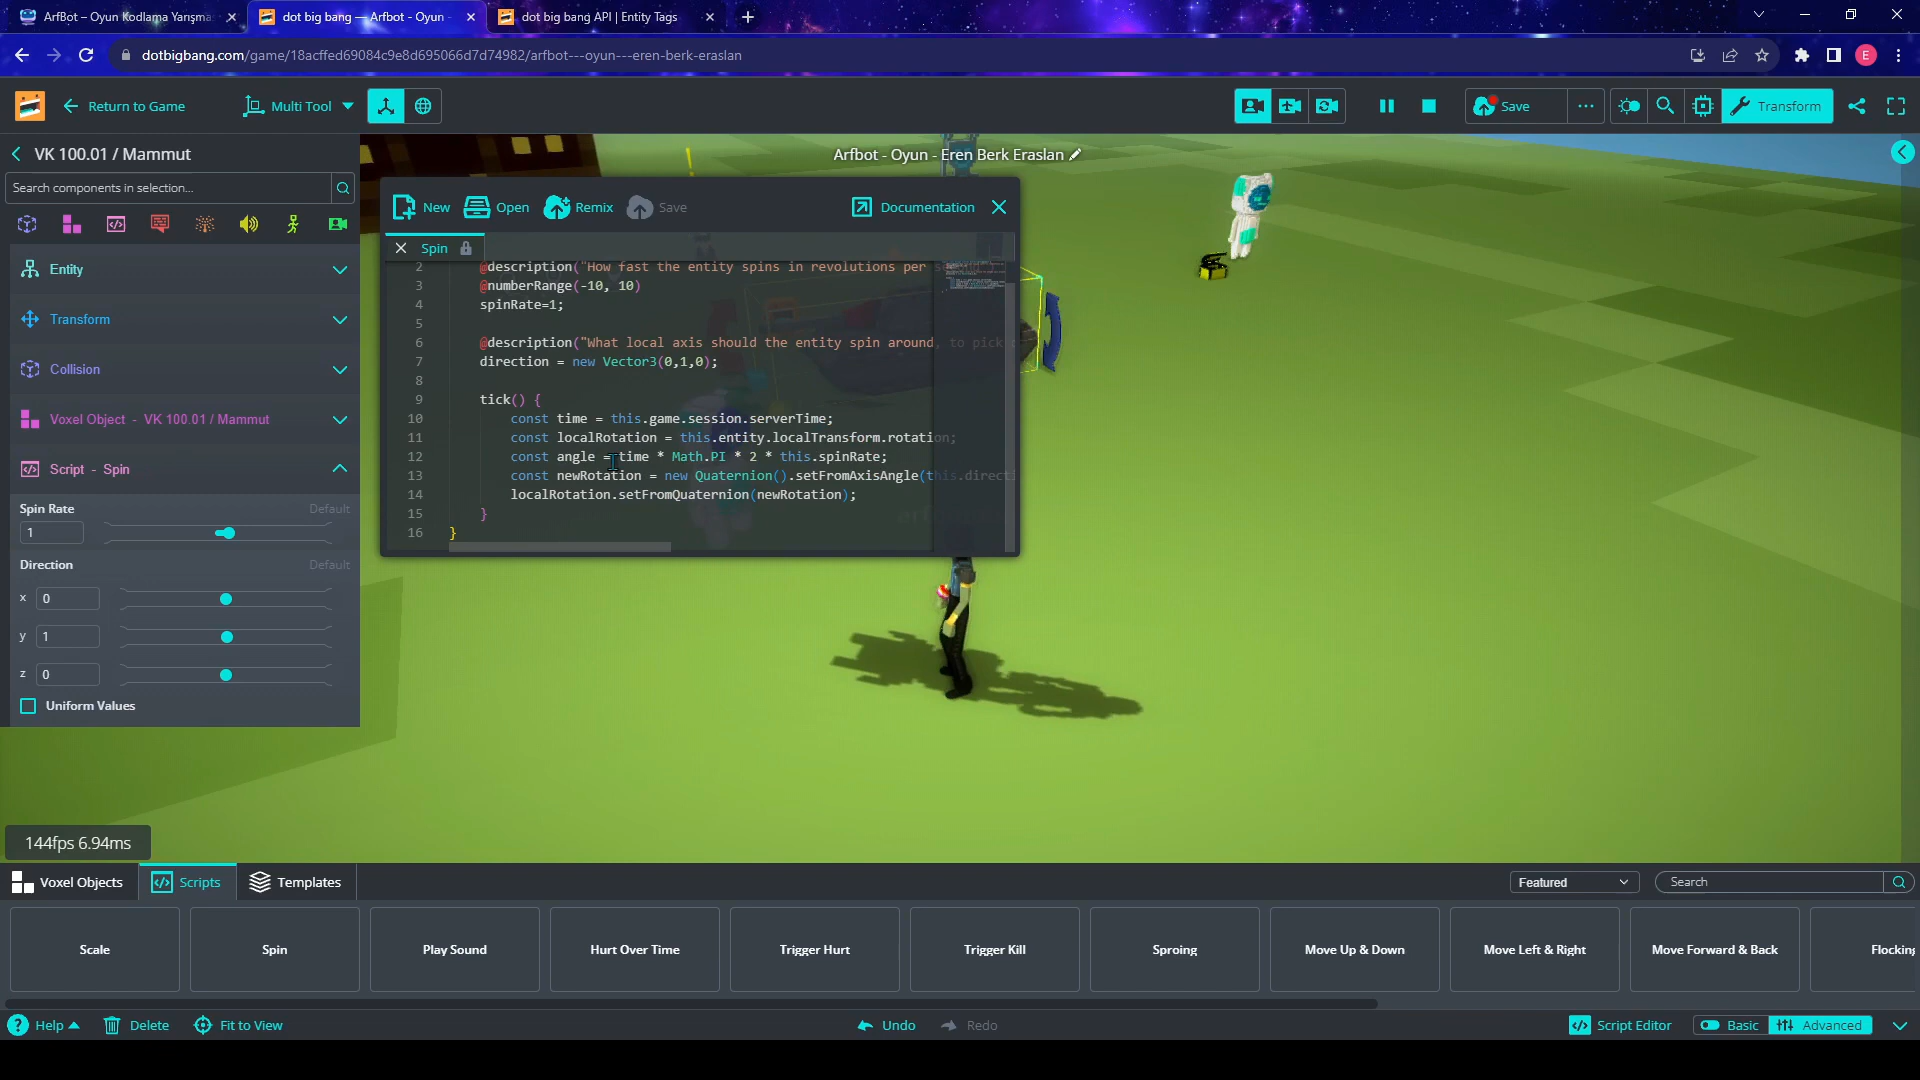 ArfBot – Oyun Kodlama Yarışma
dot big bang — Arfbot - Oyun -
dot big bang API | Entity Tags
dotbigbang.com/game/18acffed69084c9e8d695066d7d74982/arfbot---oyun---eren-berk-eraslan
E
Return to Game
Multi Tool
Save
Transform
VK 100.01 / Mammut
Arfbot - Oyun - Eren Berk Eraslan
Search components in selection...
New
Open
Remix
Save
Documentation
Spin
Entity
Transform
Collision
Voxel Object - VK 100.01 / Mammut
Script - Spin
Spin Rate
Default
1
Direction
Default
x 0
y 1
z 0
Uniform Values
2 @description("How fast the entity spins in revolutions per
3 @numberRange(-10, 10)
4 spinRate=1;
5
6 @description("What local axis should the entity spin around, to pick
7 direction = new Vector3(0,1,0);
8
9 tick() {
10 const time = this.game.session.serverTime;
11 const localRotation = this.entity.localTransform.rotation;
12 const angle = time * Math.PI * 2 * this.spinRate;
13 const newRotation = new Quaternion().setFromAxisAngle(this.directi
14 localRotation.setFromQuaternion(newRotation);
15 }
16 }
144fps 6.94ms
Voxel Objects
Scripts
Templates
Featured
Search
Scale
Spin
Play Sound
Hurt Over Time
Trigger Hurt
Trigger Kill
Sproing
Move Up & Down
Move Left & Right
Move Forward & Back
Flocking
? Help
Delete
Fit to View
Undo
Redo
Script Editor
Basic
Advanced